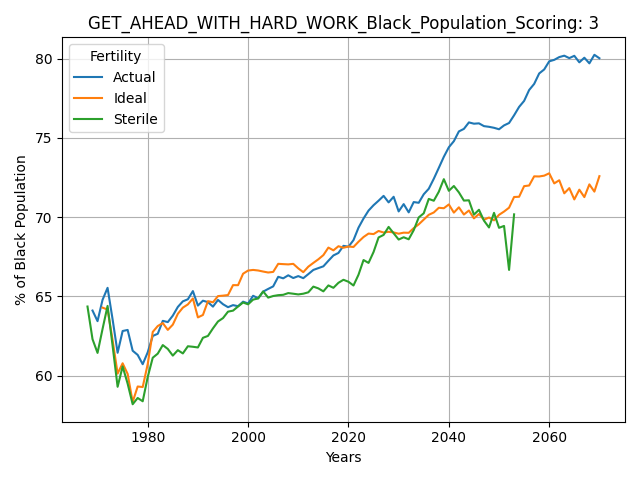 GET_AHEAD_WITH_HARD_WORK_Black_Population_Scoring: 3
Fertility
Actual
Ideal
Sterile
% of Black Population
80
75
70
65
60
1980
2000
2020
2040
2060
Years